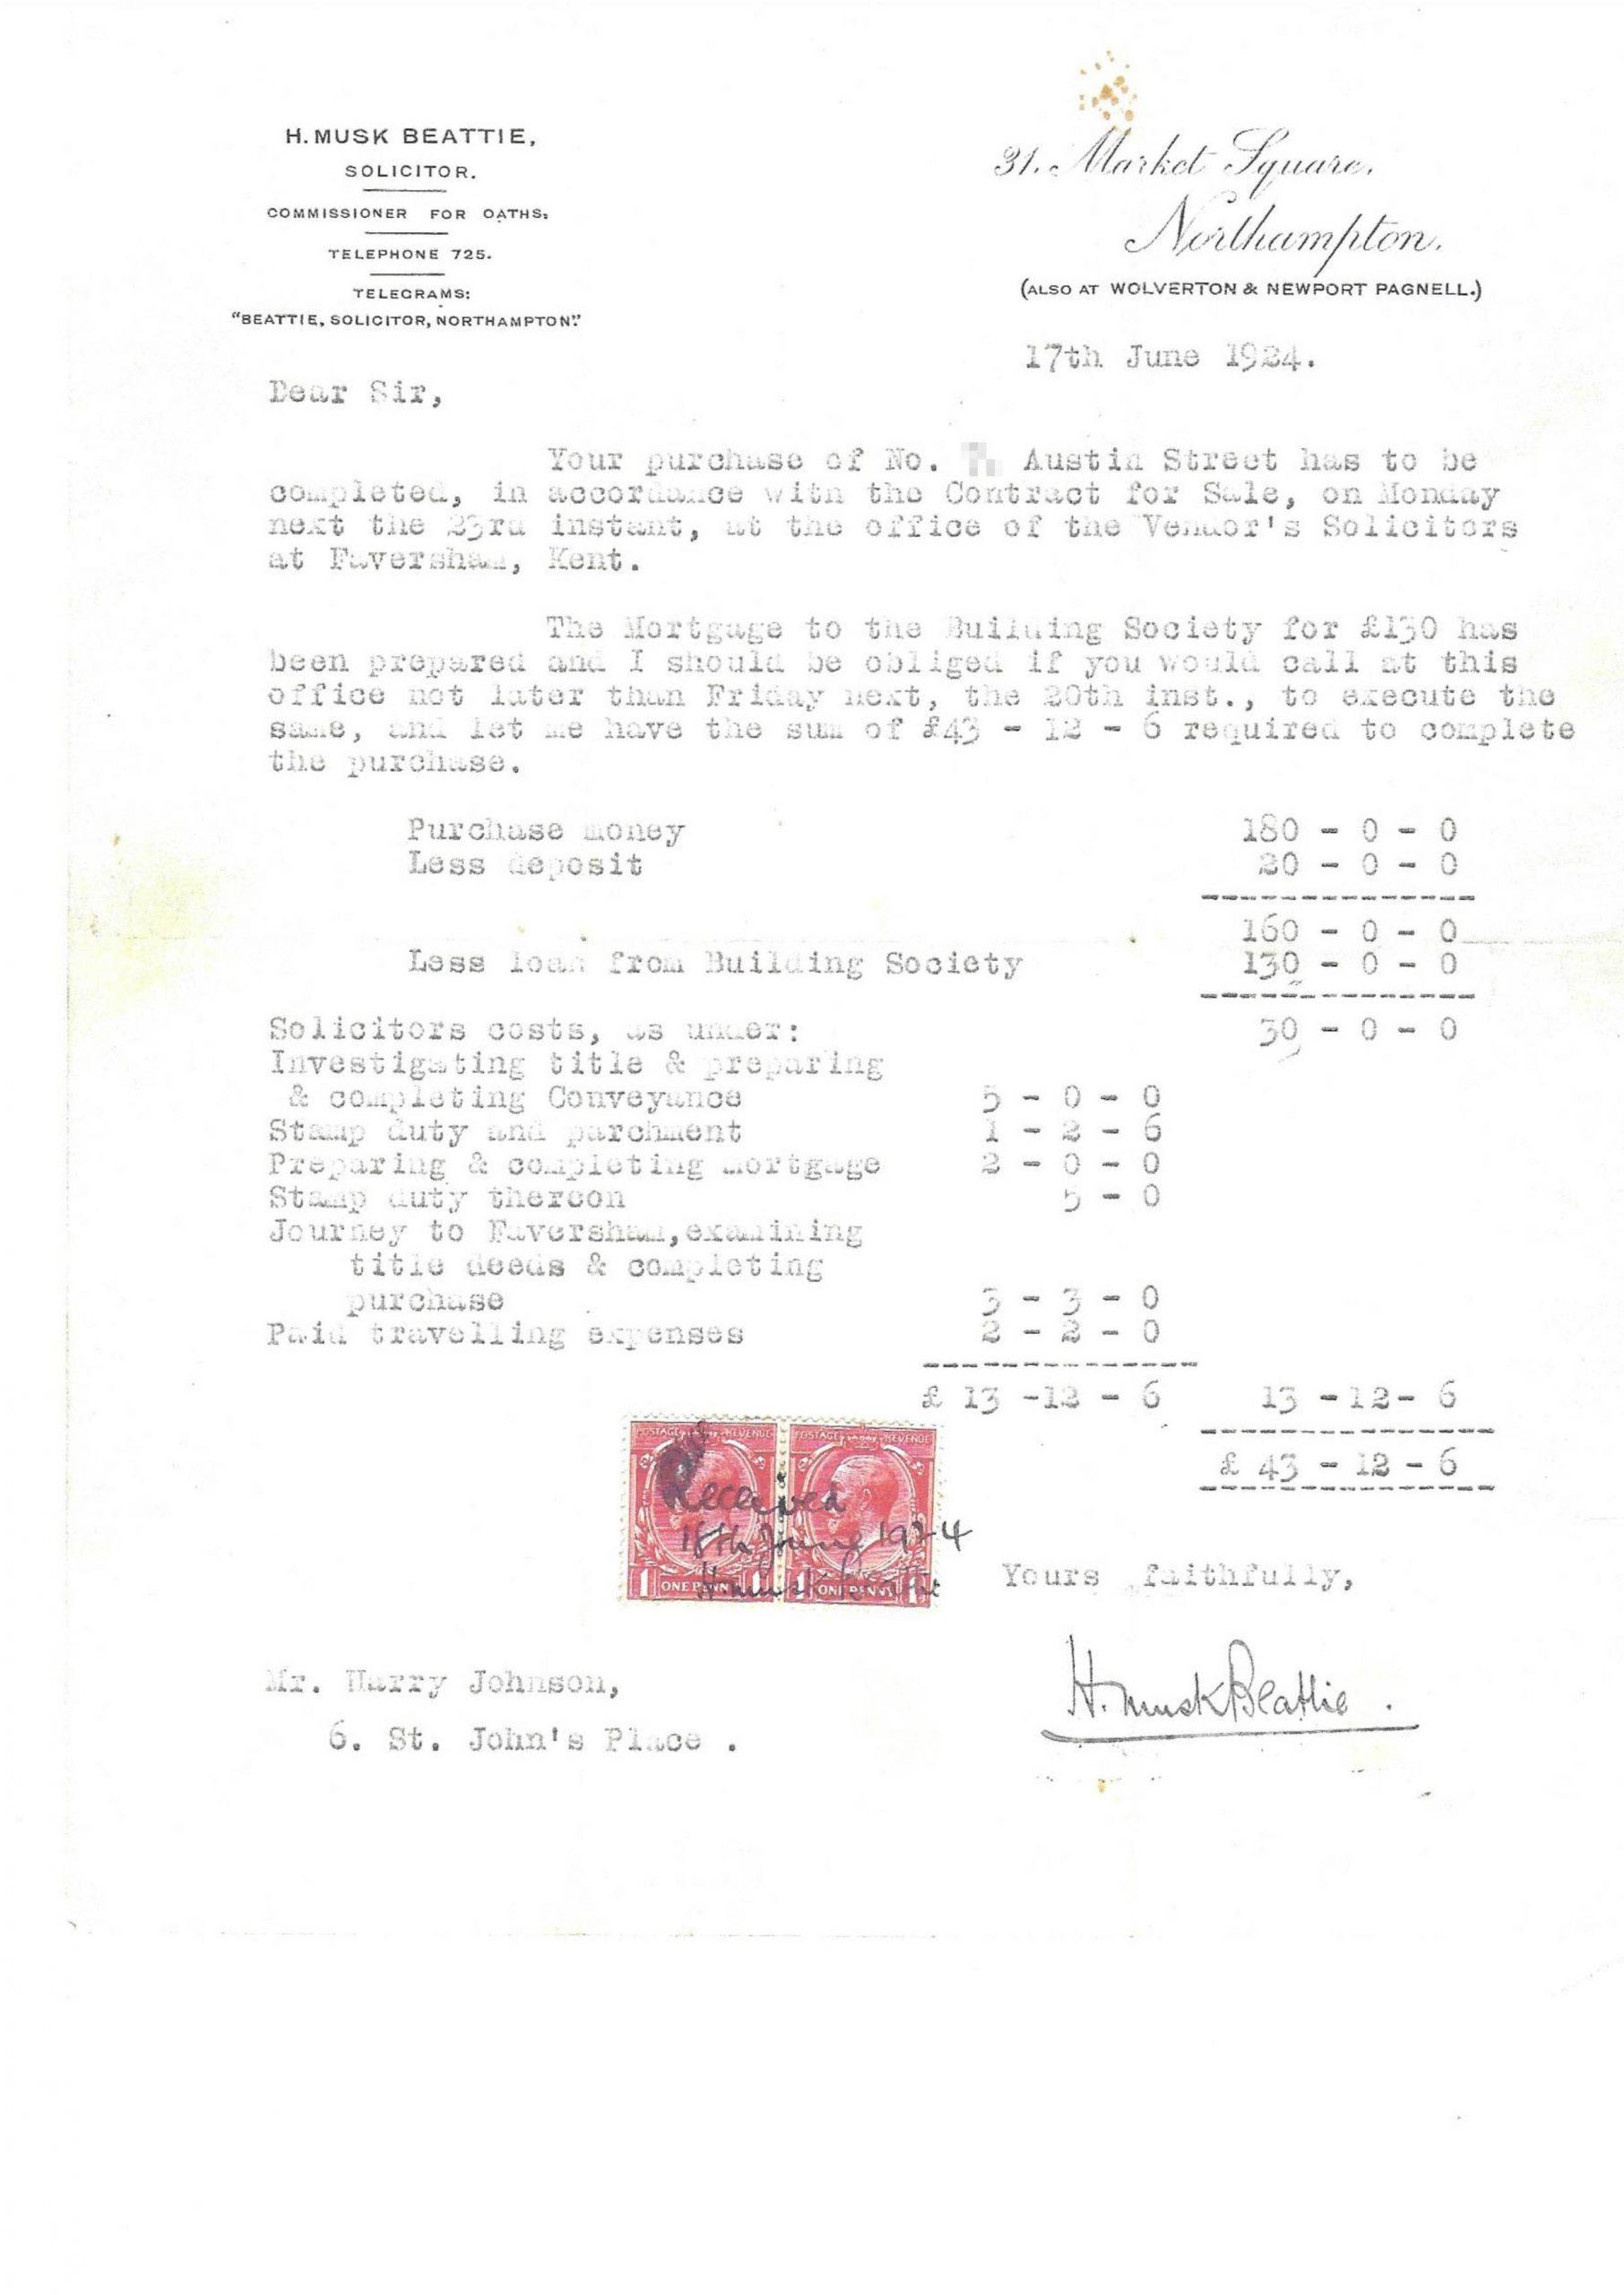 H. MUSK BEATTIE,
SOLICITOR.
COMMISSIONER FOR OATHS.
TELEPHONE 725.
TELEGRAMS:
"BEATTIE, SOLICITOR, NORTHAMPTON."
31. Market Square,
Northampton.
(ALSO AT WOLVERTON & NEWPORT PAGNELL.)
17th June 1924.
Dear Sir,
Your purchase of No. Austin Street has to be
completed, in accordance with the Contract for Sale, on Monday
next the 23rd instant, at the office of the Vendor's Solicitors
at Faversham, Kent.
The Mortgage to the Building Society for £130 has
been prepared and I should be obliged if you would call at this
office not later than Friday next, the 20th inst., to execute the
same, and let me have the sum of £43 - 12 - 6 required to complete
the purchase.
Purchase money 180 - 0 - 0
Less deposit 20 - 0 - 0
160 - 0 - 0
Less loan from Building Society 130 - 0 - 0
Solicitors costs, as under: 30 - 0 - 0
Investigating title & preparing
& completing Conveyance 5 - 0 - 0
Stamp duty and parchment 1 - 2 - 6
Preparing & completing mortgage 2 - 0 - 0
Stamp duty thereon 5 - 0
Journey to Faversham, examining
title deeds & completing
purchase 3 - 3 - 0
Paid travelling expenses 2 - 2 - 0
£ 13 -12 - 6 13 -12- 6
£ 43 - 12 - 6
POSTAGE REVENUE POSTAGE REVENUE
Received
18th June 1924
H. Musk Beattie
1 ONE PENNY 1 1 ONE PENNY 1
Yours faithfully,
H. Musk Beattie.
Mr. Harry Johnson,
6. St. John's Place .